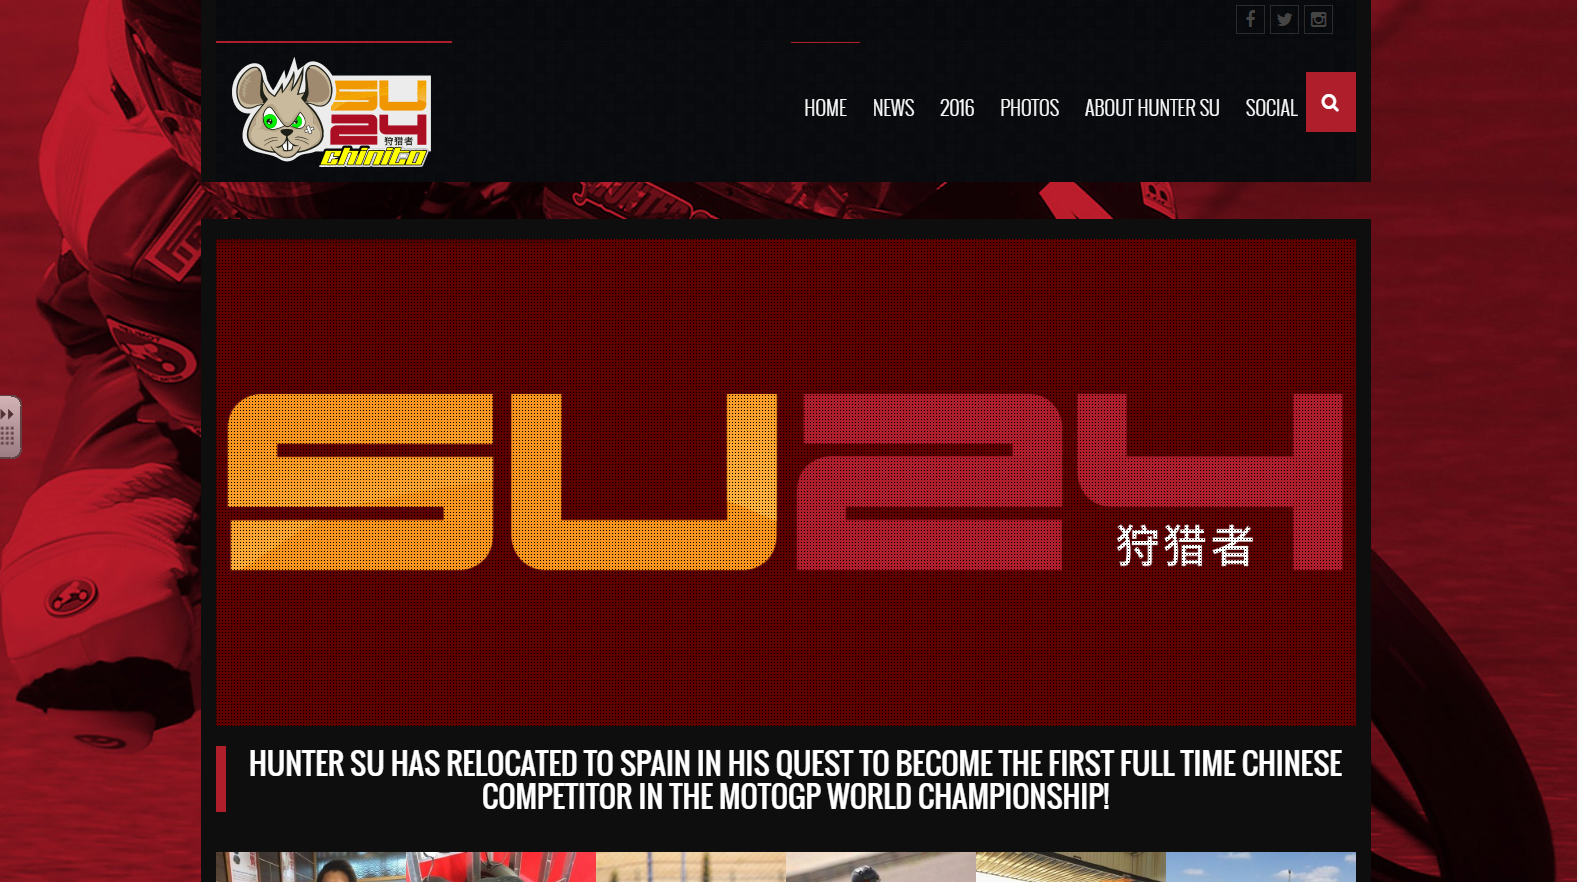 SU
24
狩猎者
chinito
HOME NEWS 2016 PHOTOS ABOUT HUNTER SU SOCIAL
SU24
狩猎者
HUNTER SU HAS RELOCATED TO SPAIN IN HIS QUEST TO BECOME THE FIRST FULL TIME CHINESE
COMPETITOR IN THE MOTOGP WORLD CHAMPIONSHIP!